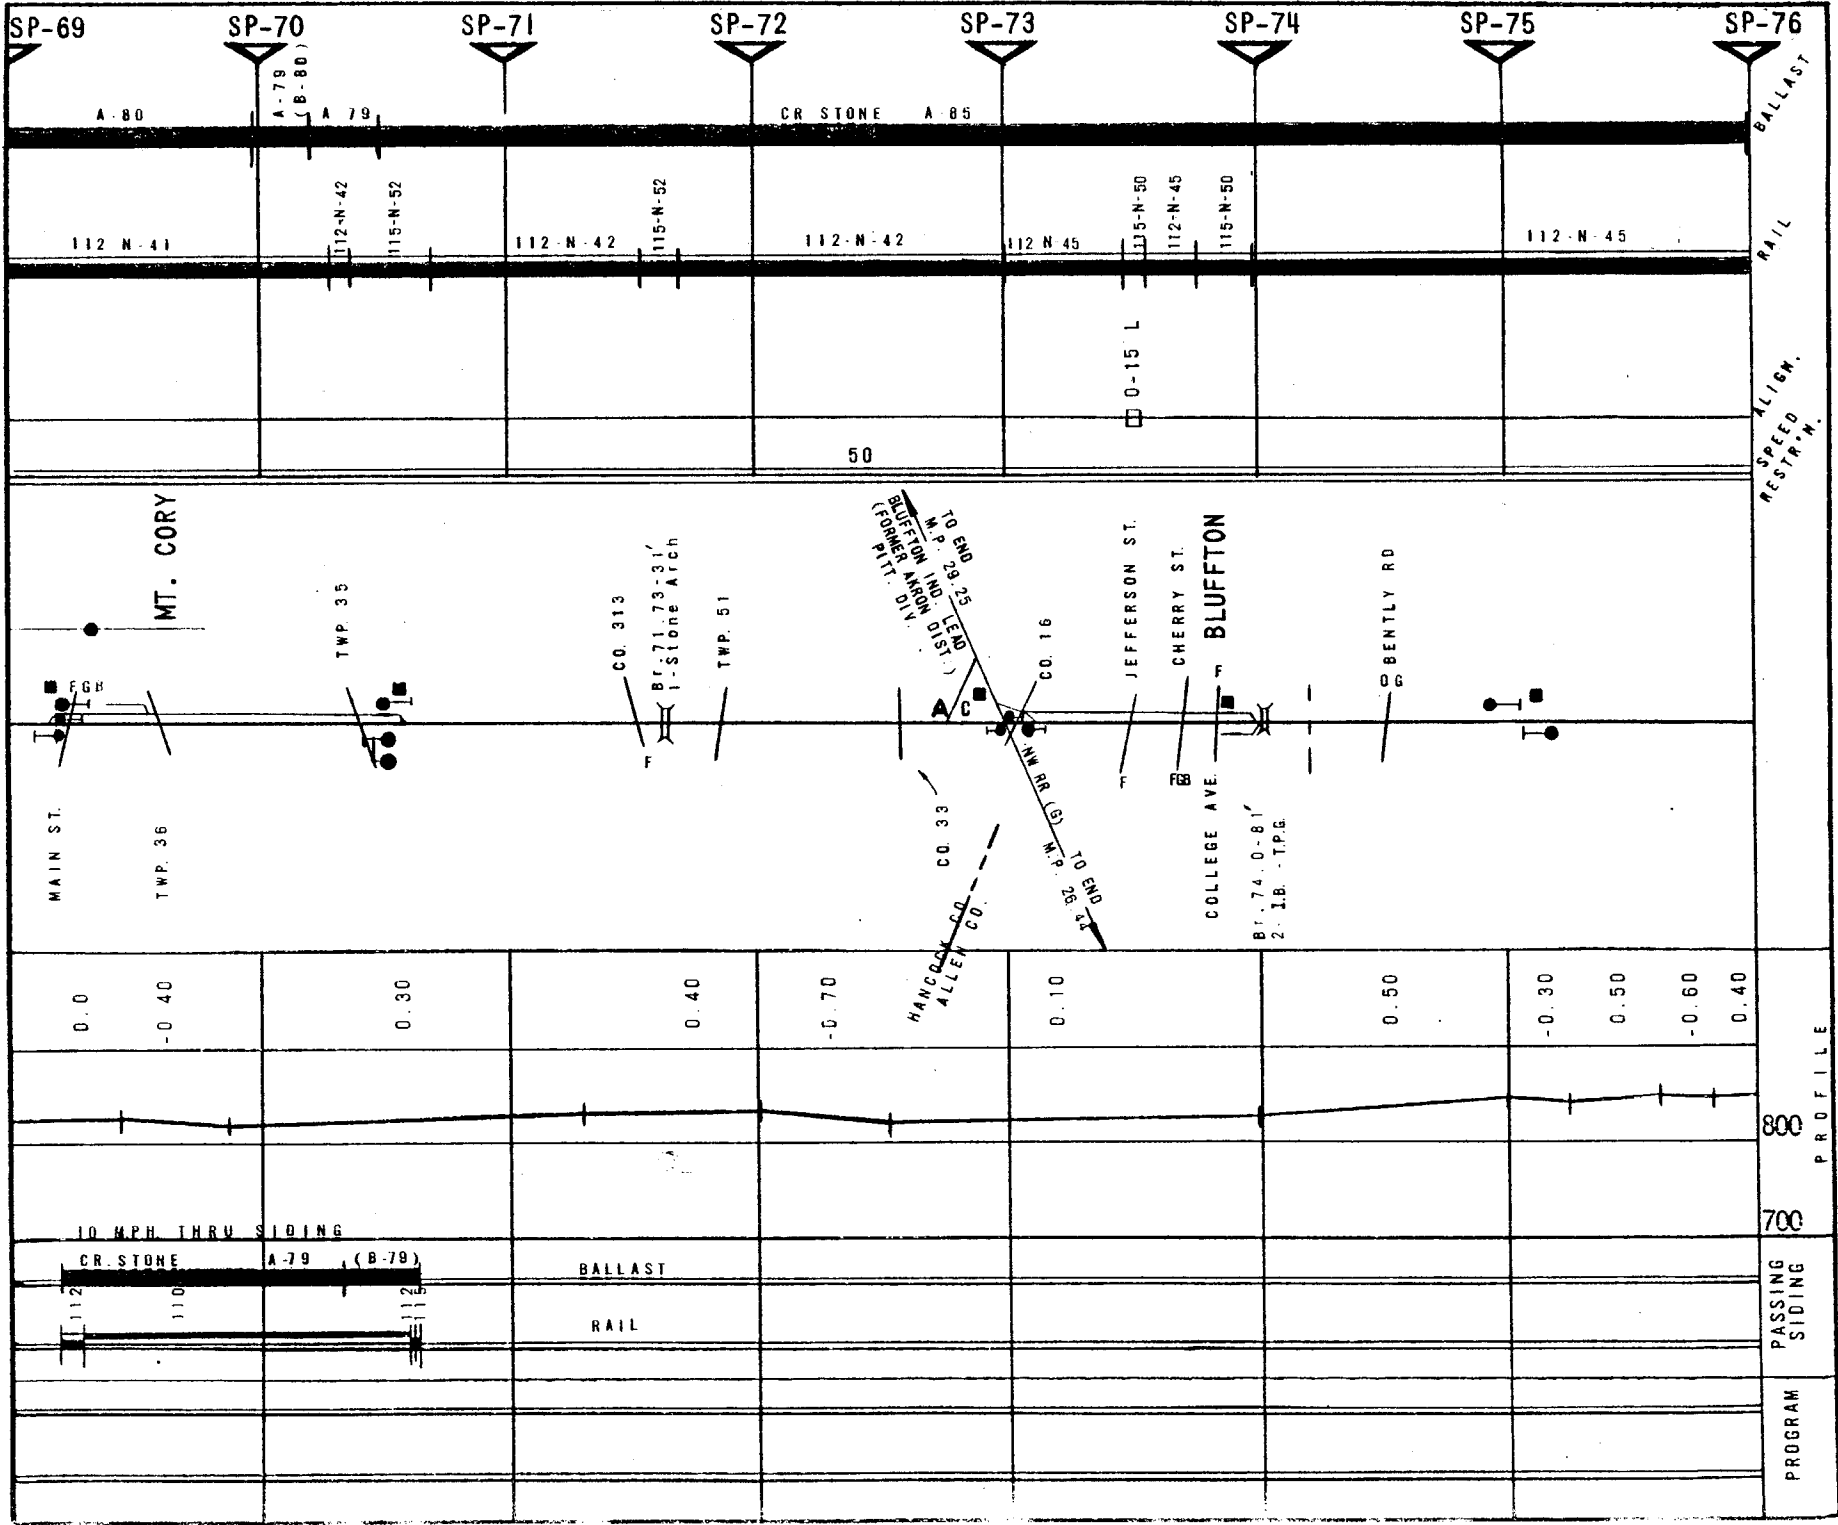 SP-69 SP-70 SP-71 SP-72 SP-73 SP-74 SP-75 SP-76
BALLAST
A-80
A-79
(B-80)
A 79
CR STONE A-85
RAIL
112 N-41
112-N-42
115-N-52
112-N-42
115-N-52
112-N-42
112 N 45
115-N-50
112-N-45
115-N-50
112-N-45
ALIGN.
0-15 L
SPEED
RESTR'N.
50
MT. CORY
FGB
MAIN ST.
TWP. 36
TWP. 35
CO. 313
F
Br. 71.73-31'
1-Stone Arch
TWP. 51
CO. 33
TO END
M.P. 29.25
BLUFFTON IND. LEAD
(FORMER AKRON DIST.)
PITT. DIV.
A C
CO. 16
NW RR (G)
TO END
M.P. 26.44
HANCOCK CO.
ALLEN CO.
JEFFERSON ST.
F
CHERRY ST.
FGB
BLUFFTON
F
COLLEGE AVE.
Br. 74.0-81'
2- I.B. - T.P.G.
BENTLY RD
O G
0.0
-0.40
0.30
0.40
-0.70
0.10
0.50
-0.30
0.50
-0.60
0.40
PROFILE
800
700
10 M.P.H. THRU SIDING
CR. STONE A-79 (B-79)
BALLAST
112
110
112
115
RAIL
PASSING
SIDING
PROGRAM